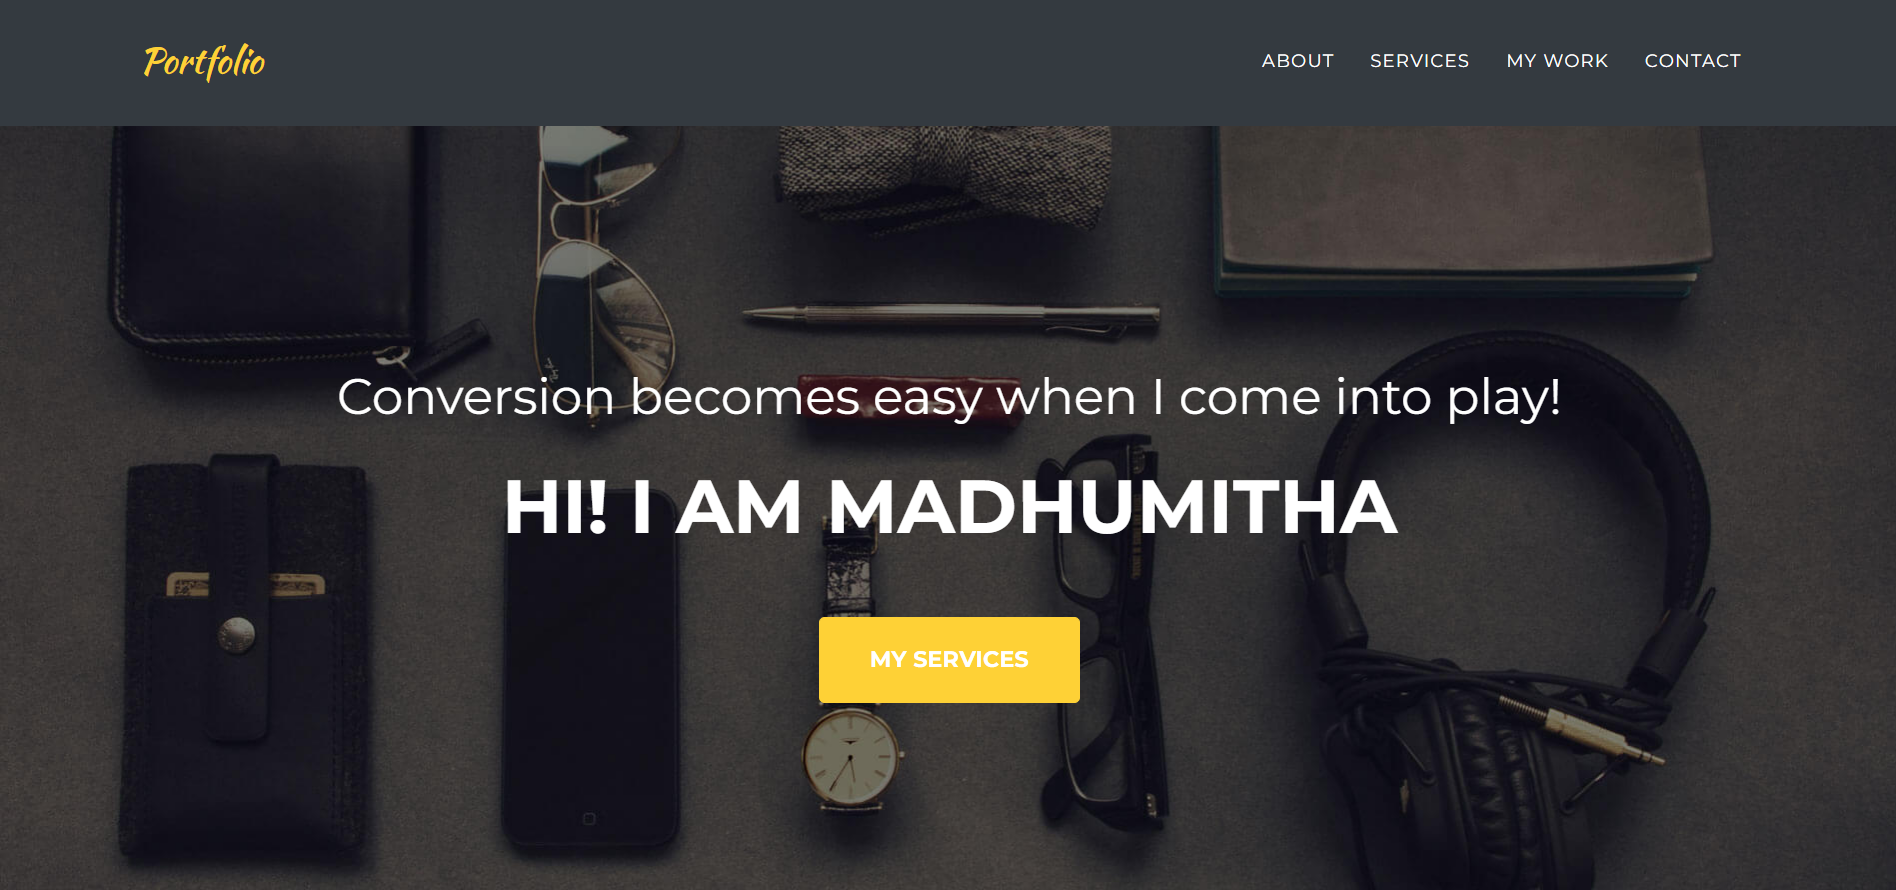 Portfolio
ABOUT SERVICES MY WORK CONTACT
Conversion becomes easy when I come into play!
HI! I AM MADHUMITHA
MY SERVICES